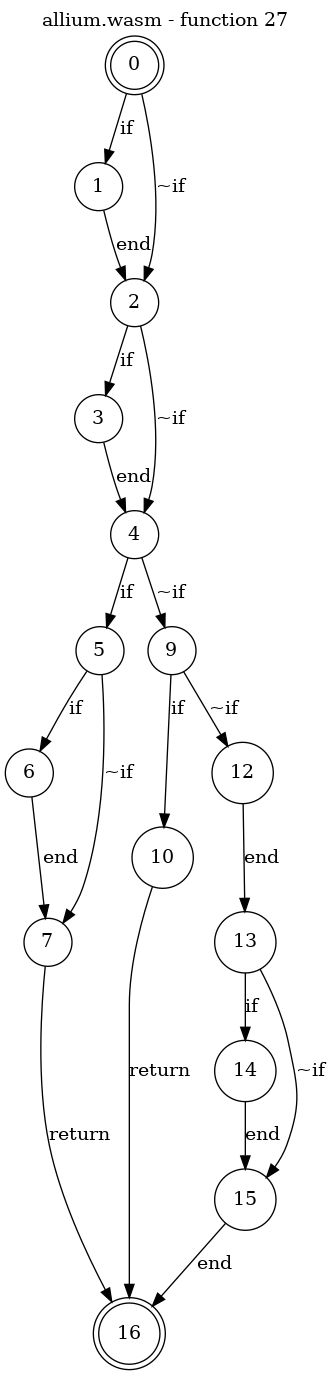 allium.wasm - function 27
0
if
~if
1
end
2
if
~if
3
end
4
if
~if
5
9
if
~if
if
~if
6
12
end
10
end
7
13
if
~if
14
return
return
end
15
end
16